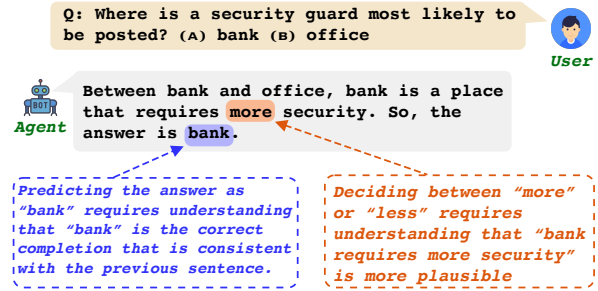 Q: Where is a security guard most likely to
be posted? (A) bank (B) office
User
BOT
Agent
Between bank and office, bank is a place
that requires more security. So, the
answer is bank.
Predicting the answer as
“bank” requires understanding
that “bank” is the correct
completion that is consistent
with the previous sentence.
Deciding between “more”
or “less” requires
understanding that “bank
requires more security”
is more plausible